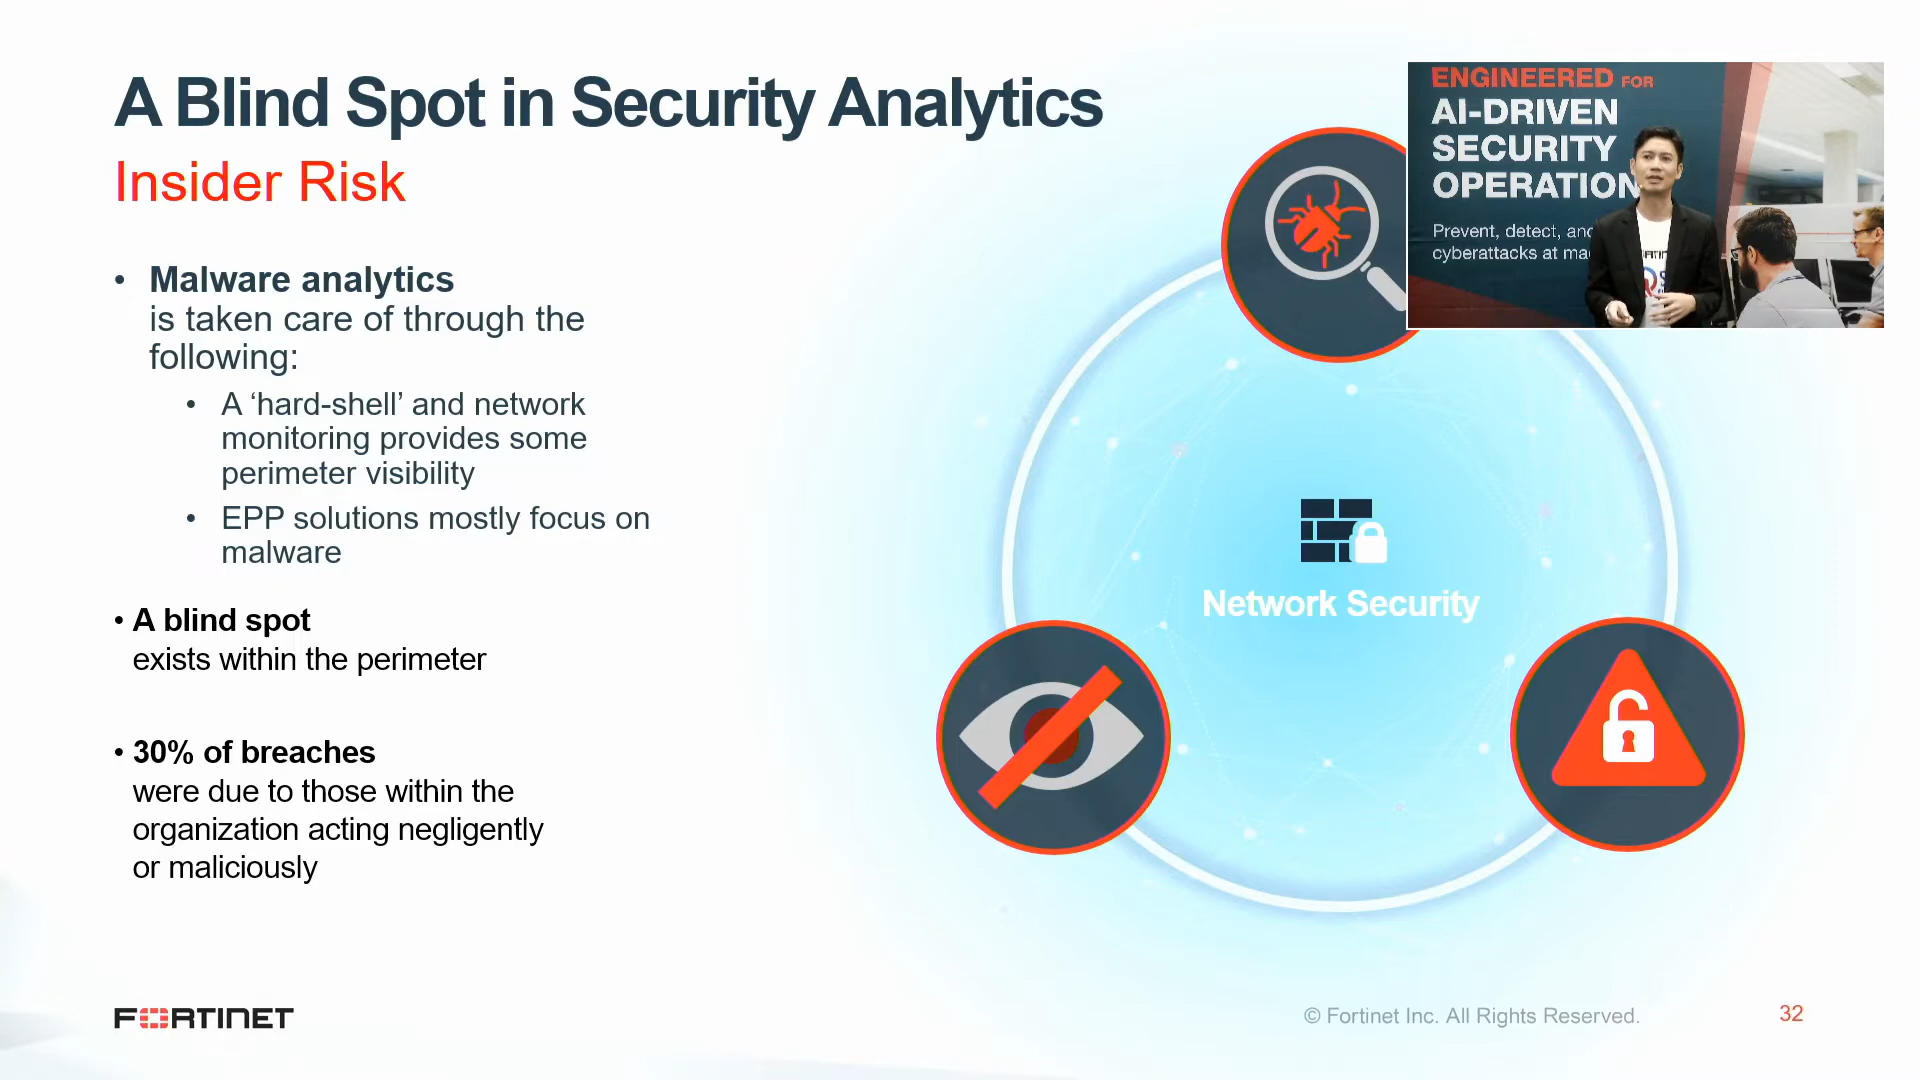 A Blind Spot in Security Analytics
Insider Risk
• Malware analytics
is taken care of through the
following:
• A ‘hard-shell’ and network
monitoring provides some
perimeter visibility
• EPP solutions mostly focus on
malware
• A blind spot
exists within the perimeter
• 30% of breaches
were due to those within the
organization acting negligently
or maliciously
ENGINEERED FOR
AI-DRIVEN
SECURITY
OPERATION
Prevent, detect, and
cyberattacks at ma
Network Security
FORTINET
© Fortinet Inc. All Rights Reserved.
32